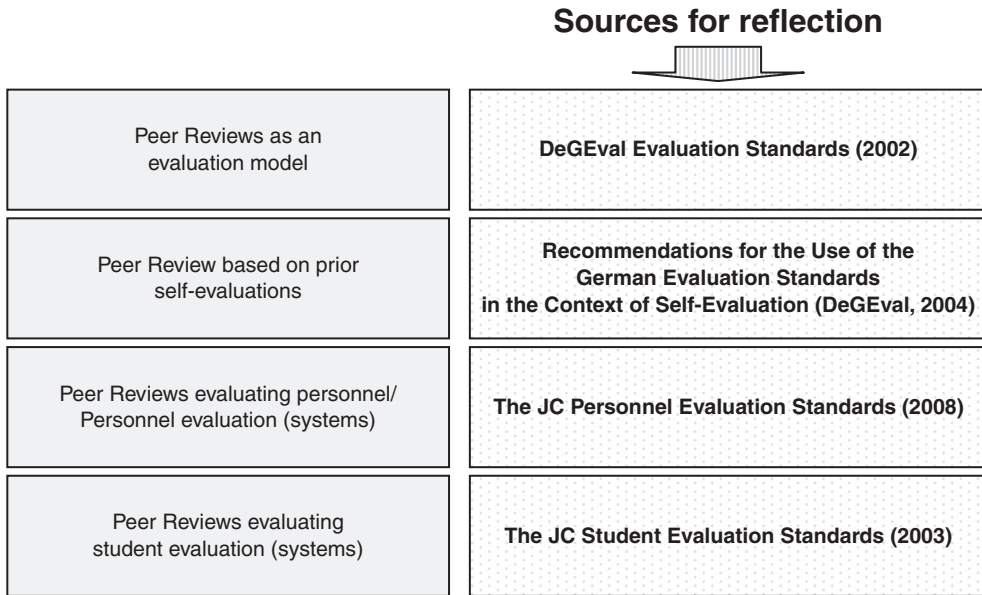 Sources for reflection
Peer Reviews as an
evaluation model
DeGEval Evaluation Standards (2002)
Peer Review based on prior
self-evaluations
Recommendations for the Use of the
German Evaluation Standards
in the Context of Self-Evaluation (DeGEval, 2004)
Peer Reviews evaluating personnel/
Personnel evaluation (systems)
The JC Personnel Evaluation Standards (2008)
Peer Reviews evaluating
student evaluation (systems)
The JC Student Evaluation Standards (2003)